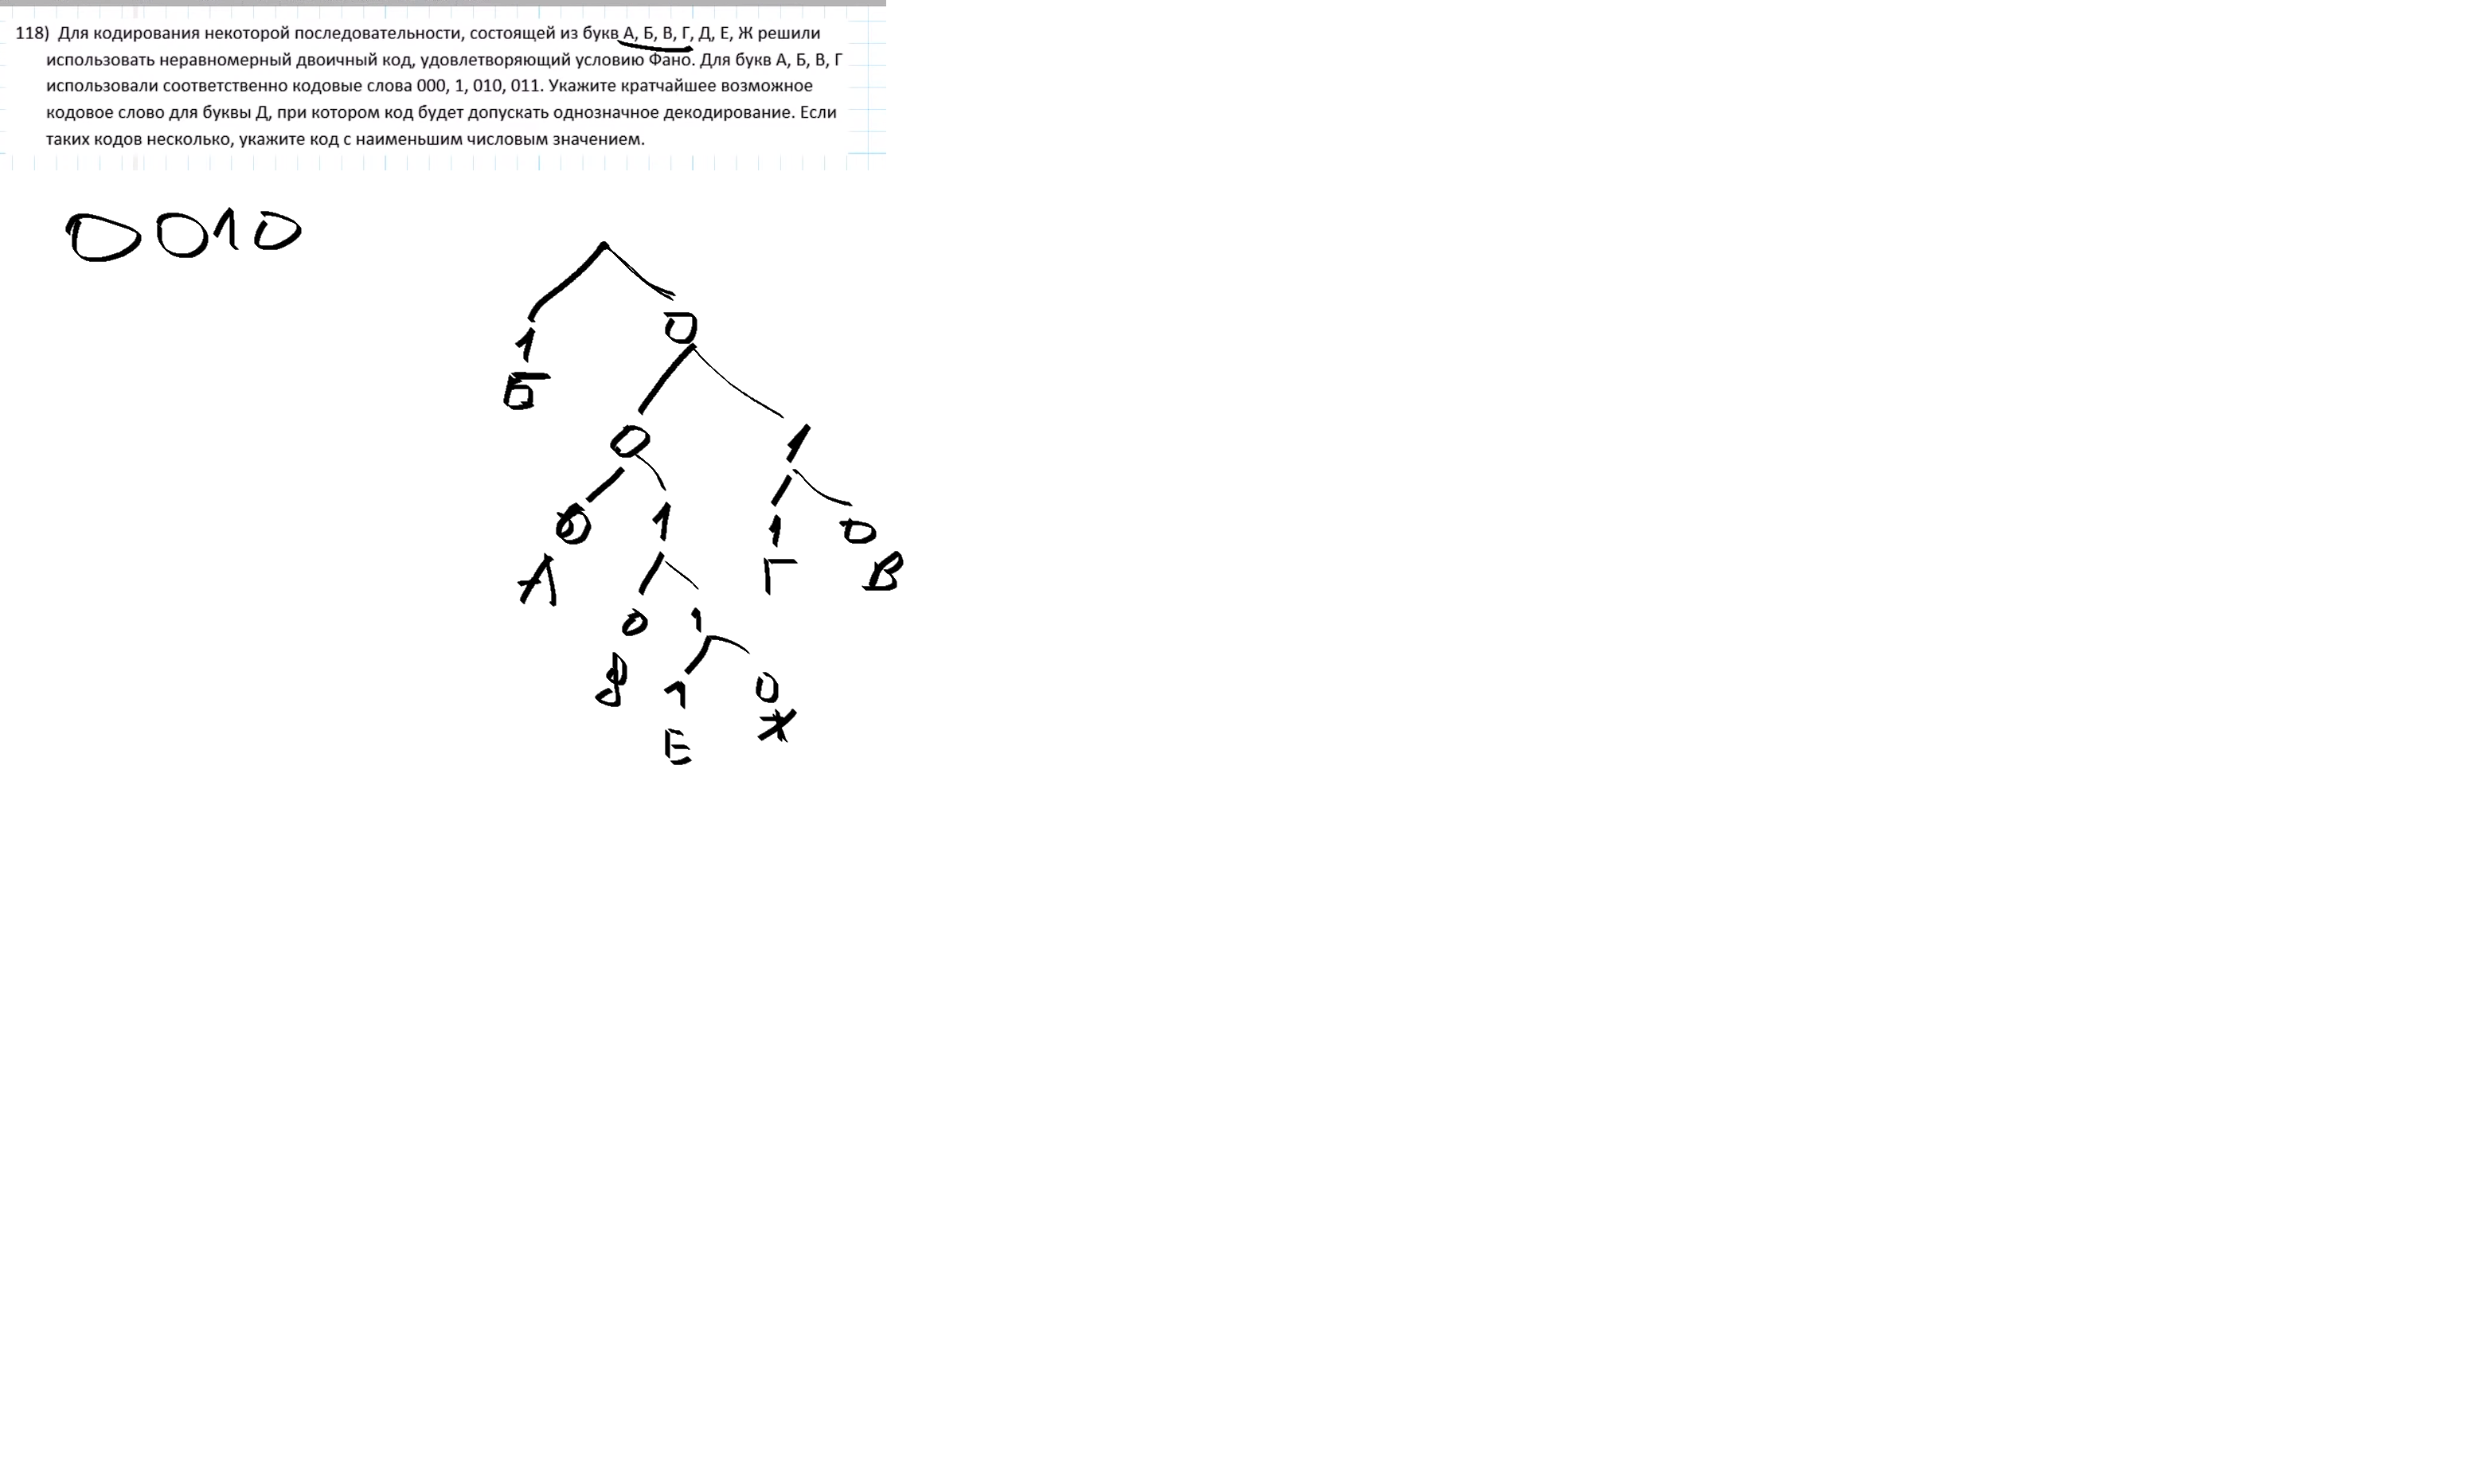 118) Для кодирования некоторой последовательности, состоящей из букв А, Б, В, Г, Д, Е, Ж решили
использовать неравномерный двоичный код, удовлетворяющий условию Фано. Для букв А, Б, В, Г
использовали соответственно кодовые слова 000, 1, 010, 011. Укажите кратчайшее возможное
кодовое слово для буквы Д, при котором код будет допускать однозначное декодирование. Если
таких кодов несколько, укажите код с наименьшим числовым значением.
0010
1 0
Б
0 1
0 1 1 0
А Г В
0 1
Д 1 0
Е Ж